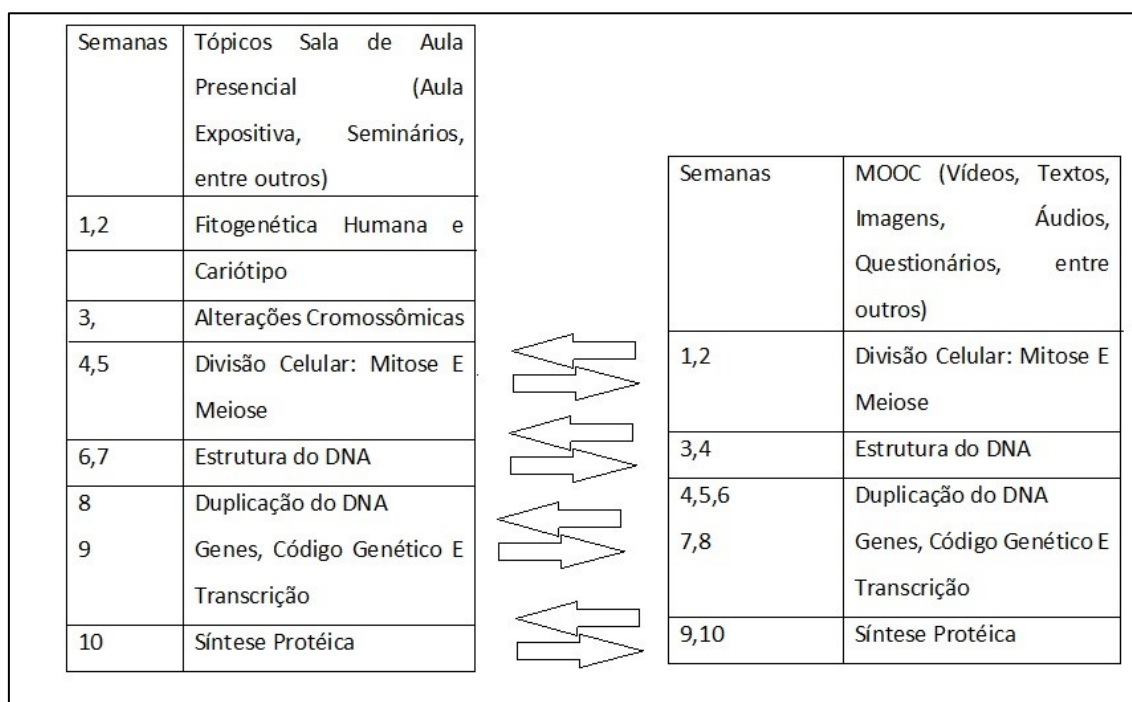 Semanas Tópicos Sala de Aula
Presencial (Aula
Expositiva, Seminários,
entre outros)
1,2 Fitogenética Humana e
Cariótipo
3, Alterações Cromossômicas
4,5 Divisão Celular: Mitose E
Meiose
6,7 Estrutura do DNA
8 Duplicação do DNA
9 Genes, Código Genético E
Transcrição
10 Síntese Protéica
Semanas MOOC (Vídeos, Textos,
Imagens, Áudios,
Questionários, entre
outros)
1,2 Divisão Celular: Mitose E
Meiose
3,4 Estrutura do DNA
4,5,6 Duplicação do DNA
7,8 Genes, Código Genético E
Transcrição
9,10 Síntese Protéica